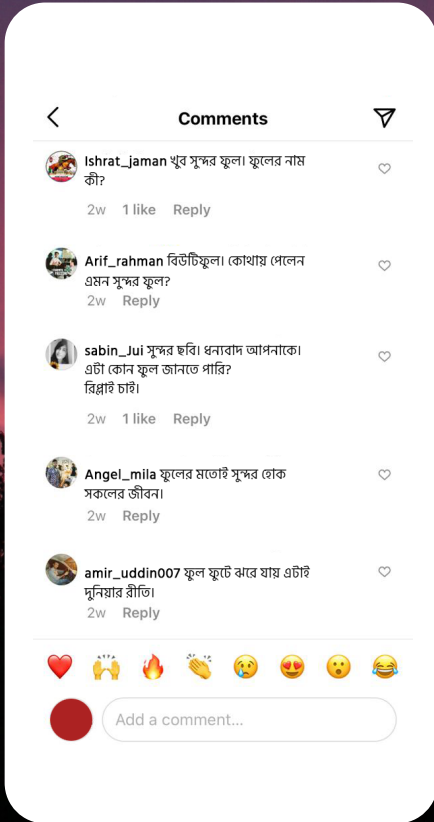 Comments
Ishrat_jaman খুব সুন্দর ফুল। ফুলের নাম
কী?
2w 1 like Reply
Arif_rahman বিউটিফুল। কোথায় পেলেন
এমন সুন্দর ফুল?
2w Reply
sabin_Jui সুন্দর ছবি। ধন্যবাদ আপনাকে।
এটা কোন ফুল জানতে পারি?
রিপ্লাই চাই।
2w 1 like Reply
Angel_mila ফুলের মতোই সুন্দর হোক
সকলের জীবন।
2w Reply
amir_uddin007 ফুল ফুটে ঝরে যায় এটাই
দুনিয়ার রীতি।
2w Reply
Add a comment...